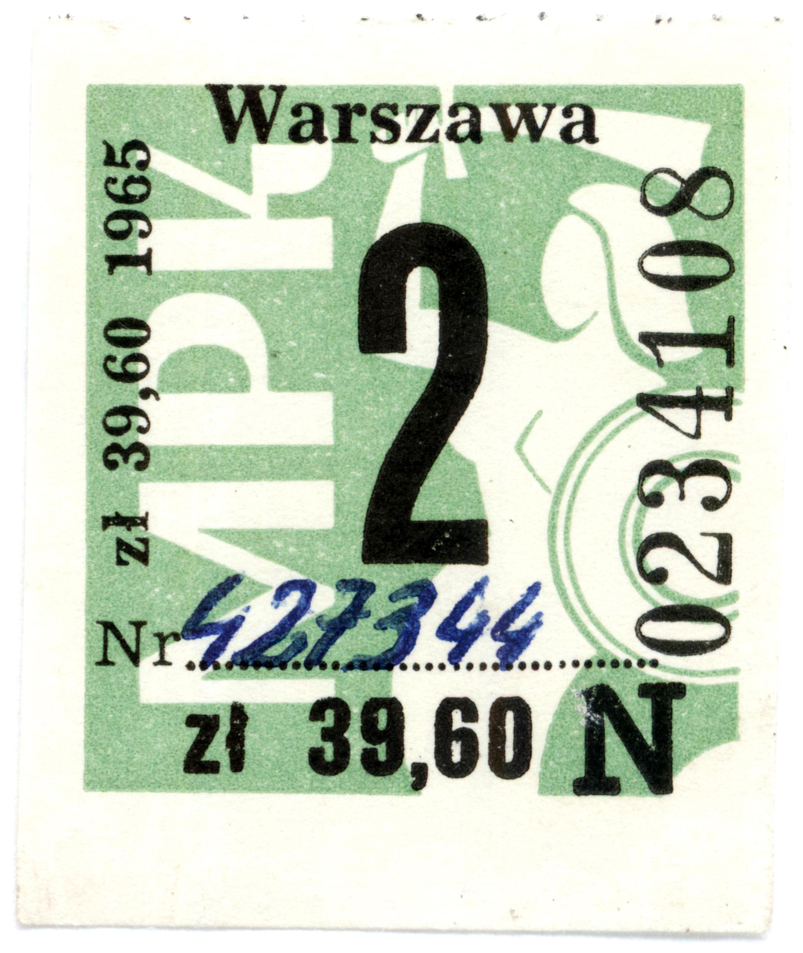 Warszawa
zł 39,60 1965
MPK
2
0234108
Nr 427344
zł 39,60 N